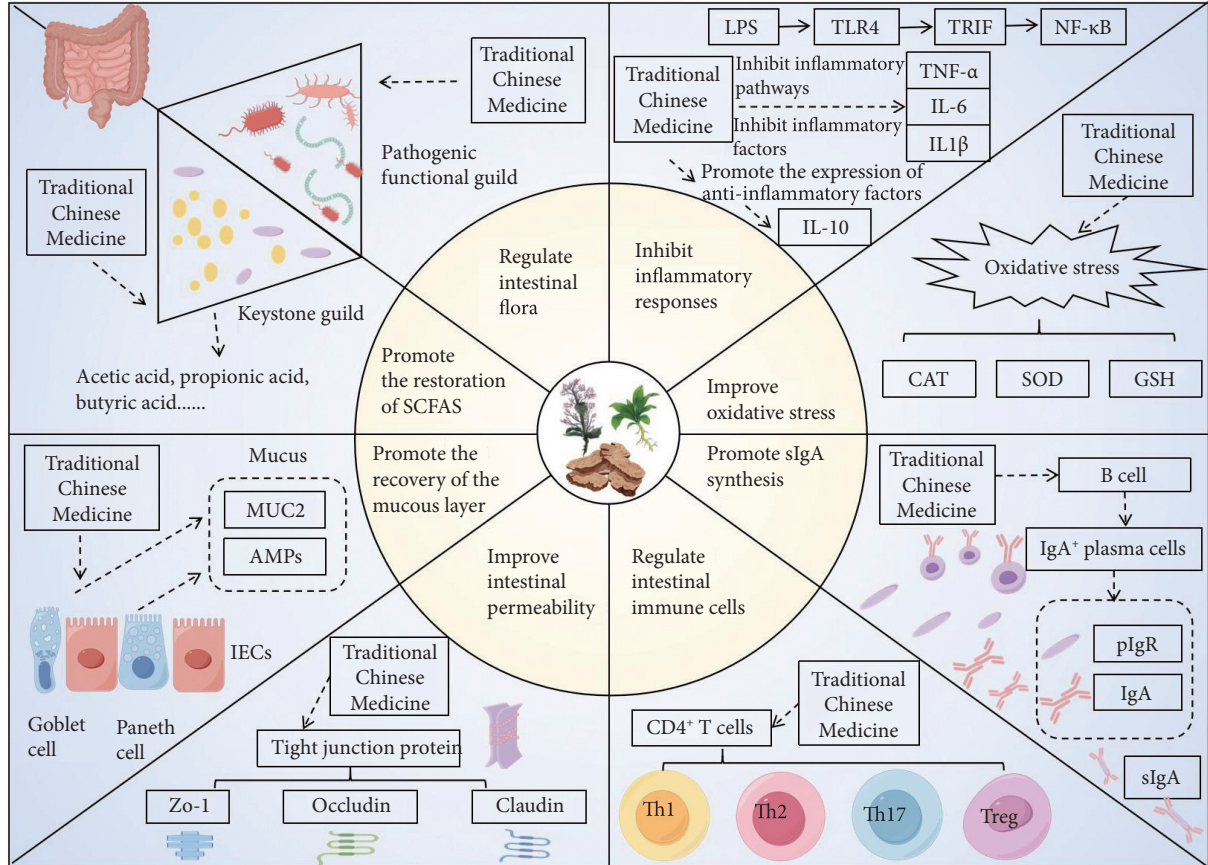 Traditional
Chinese
Medicine
Pathogenic
functional guild
Traditional
Chinese
Medicine
Keystone guild
Acetic acid, propionic acid,
butyric acid......
Regulate
intestinal
flora
Promote
the restoration
of SCFAS
LPS
TLR4
TRIF
NF-κB
Traditional
Chinese
Medicine
Inhibit inflammatory
pathways
Inhibit inflammatory
factors
TNF-α
IL-6
IL1β
Promote the expression of
anti-inflammatory factors
IL-10
Inhibit
inflammatory
responses
Traditional
Chinese
Medicine
Oxidative stress
CAT
SOD
GSH
Improve
oxidative stress
Mucus
Traditional
Chinese
Medicine
MUC2
AMPs
IECs
Goblet
cell
Paneth
cell
Promote the
recovery of the
mucous layer
Improve
intestinal
permeability
Traditional
Chinese
Medicine
Tight junction protein
Zo-1
Occludin
Claudin
Promote sIgA
synthesis
Regulate
intestinal
immune cells
Traditional
Chinese
Medicine
B cell
IgA⁺ plasma cells
pIgR
IgA
sIgA
Traditional
Chinese
Medicine
CD4⁺ T cells
Th1
Th2
Th17
Treg